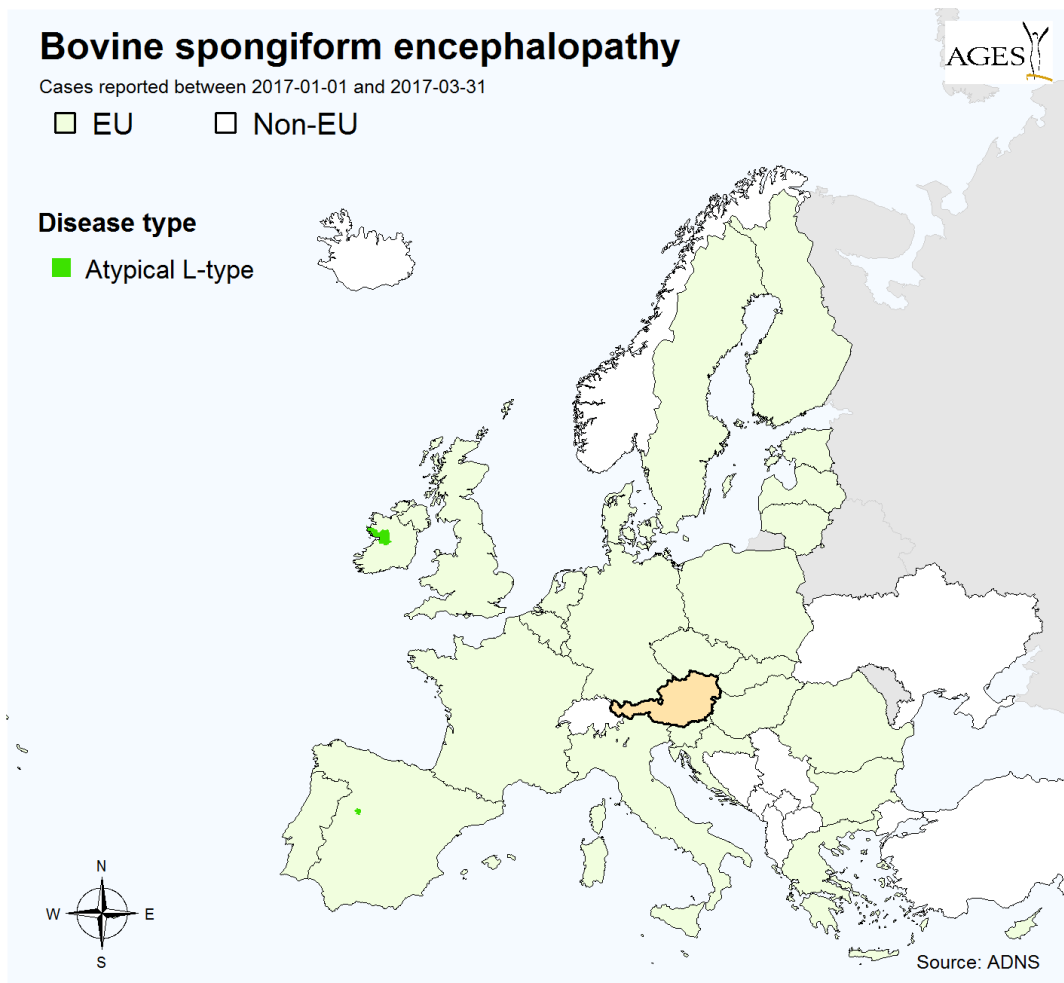 Bovine spongiform encephalopathy
AGES
Cases reported between 2017-01-01 and 2017-03-31
EU
Non-EU
Disease type
Atypical L-type
N
W
E
S
Source: ADNS